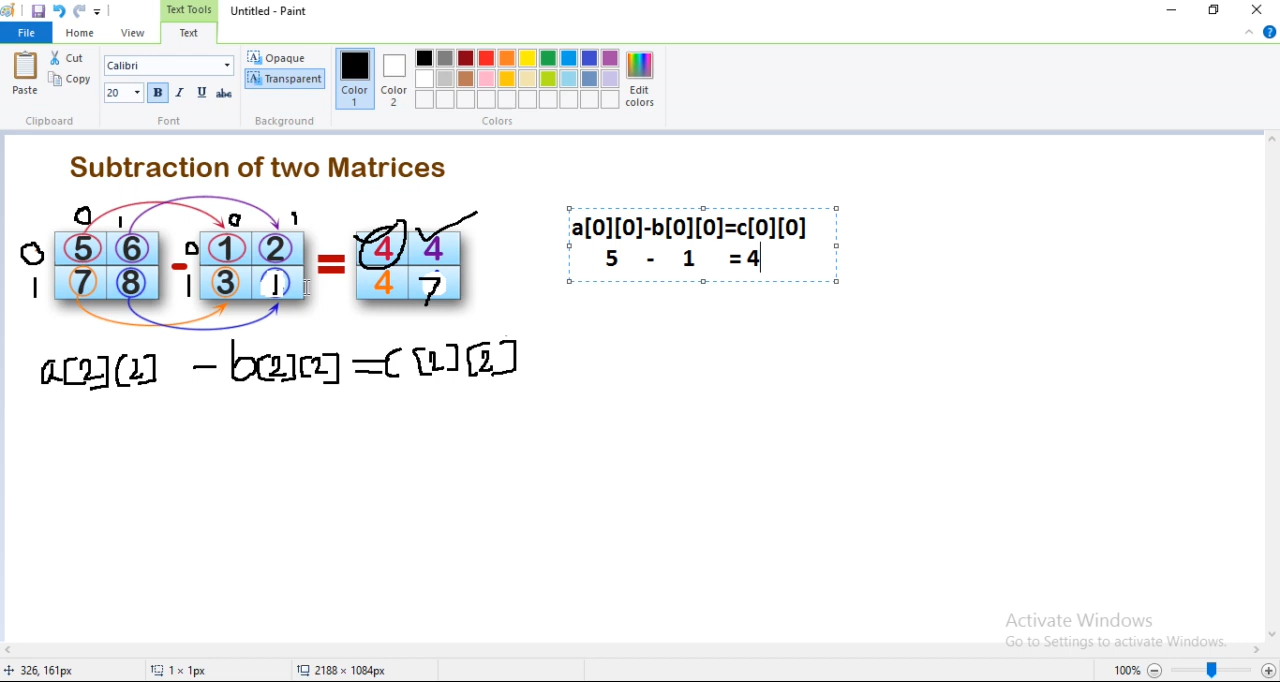 Text Tools
Untitled - Paint
File
Home
View
Text
Paste
Cut
Copy
Calibri
20
B I U abc
Opaque
Transparent
Color 1
Color 2
Edit colors
Clipboard
Font
Background
Colors
Subtraction of two Matrices
0 1 0 1
0 5 6 - 0 1 2 = 4 4
1 7 8 1 3 1 4 7
a[2][2] - b[2][2] = c[2][2]
a[0][0]-b[0][0]=c[0][0]
5 - 1 = 4
Activate Windows
Go to Settings to activate Windows.
326, 161px
1 × 1px
2188 × 1084px
100%